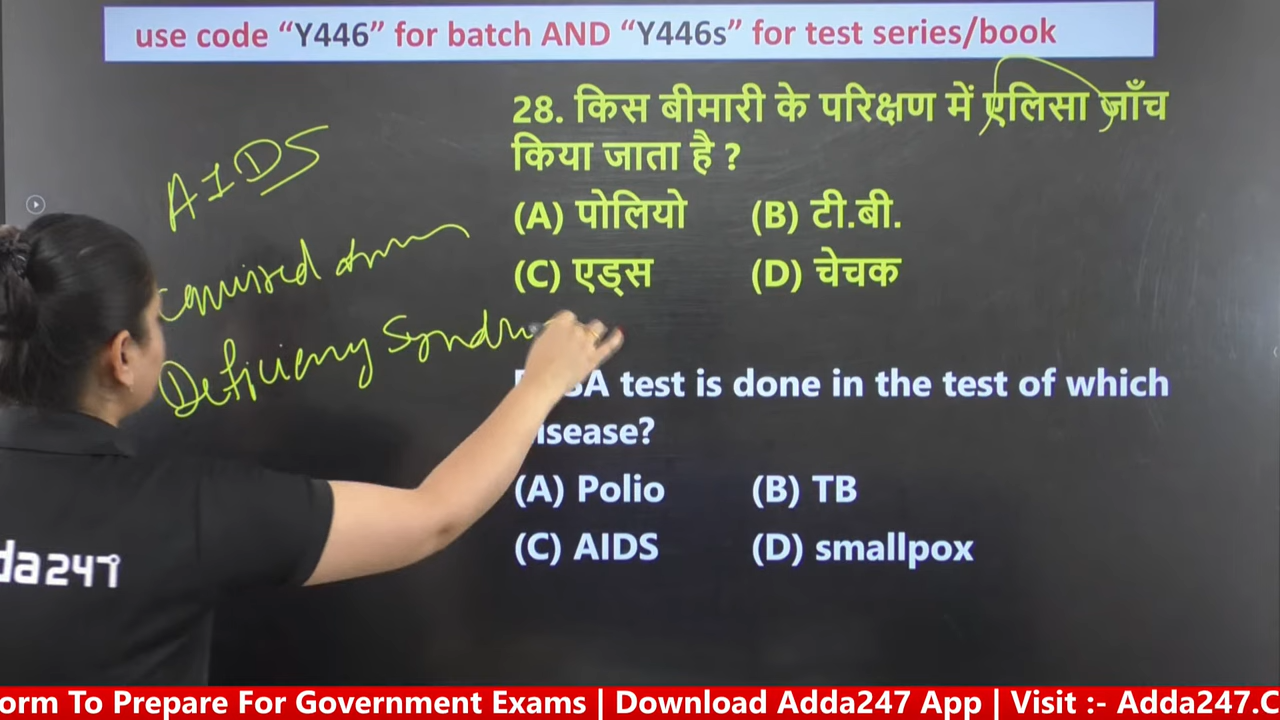 use code “Y446” for batch AND “Y446s” for test series/book
28. किस बीमारी के परिक्षण में एलिसा जाँच
किया जाता है ?
(A) पोलियो (B) टी.बी.
(C) एड्स (D) चेचक
AIDS
Deficiency
SA test is done in the test of which
isease?
(A) Polio (B) TB
(C) AIDS (D) smallpox
da247
orm To Prepare For Government Exams | Download Adda247 App | Visit :- Adda247.C